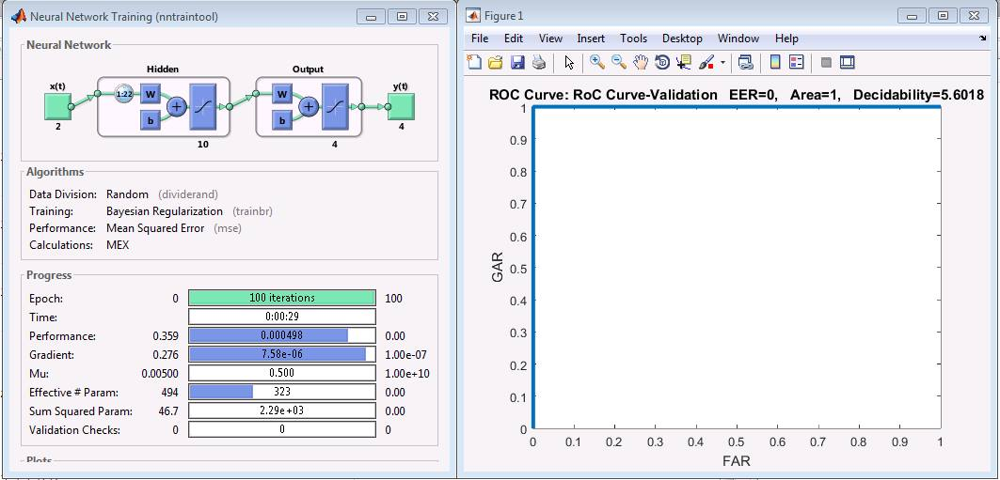 Neural Network Training (nntraintool)
Neural Network
Hidden
Output
x(t)
1:22
W
W
y(t)
b
b
2
4
10
4
Algorithms
Data Division: Random (dividerand)
Training: Bayesian Regularization (trainbr)
Performance: Mean Squared Error (mse)
Calculations: MEX
Progress
Epoch: 0 100 iterations 100
Time: 0:00:29
Performance: 0.359 0.000498 0.00
Gradient: 0.276 7.58e-06 1.00e-07
Mu: 0.00500 0.500 1.00e+10
Effective # Param: 494 323 0.00
Sum Squared Param: 46.7 2.29e+03 0.00
Validation Checks: 0 0 0
Plots
Figure 1
File Edit View Insert Tools Desktop Window Help
ROC Curve: RoC Curve-Validation EER=0, Area=1, Decidability=5.6018
1
0.9
0.8
0.7
0.6
0.5
0.4
0.3
0.2
0.1
0
GAR
0 0.1 0.2 0.3 0.4 0.5 0.6 0.7 0.8 0.9 1
FAR